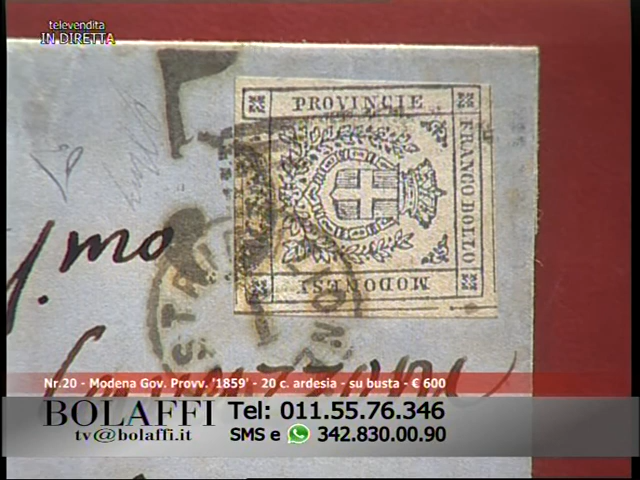 televendita
IN DIRETTA
PROVINCIE
FRANCO BOLLO
MODONESI
mo
Nr.20 - Modena Gov. Provv. '1859' - 20 c. ardesia - su busta - € 600
BOLAFFI
tv@bolaffi.it
Tel: 011.55.76.346
SMS e 342.830.00.90